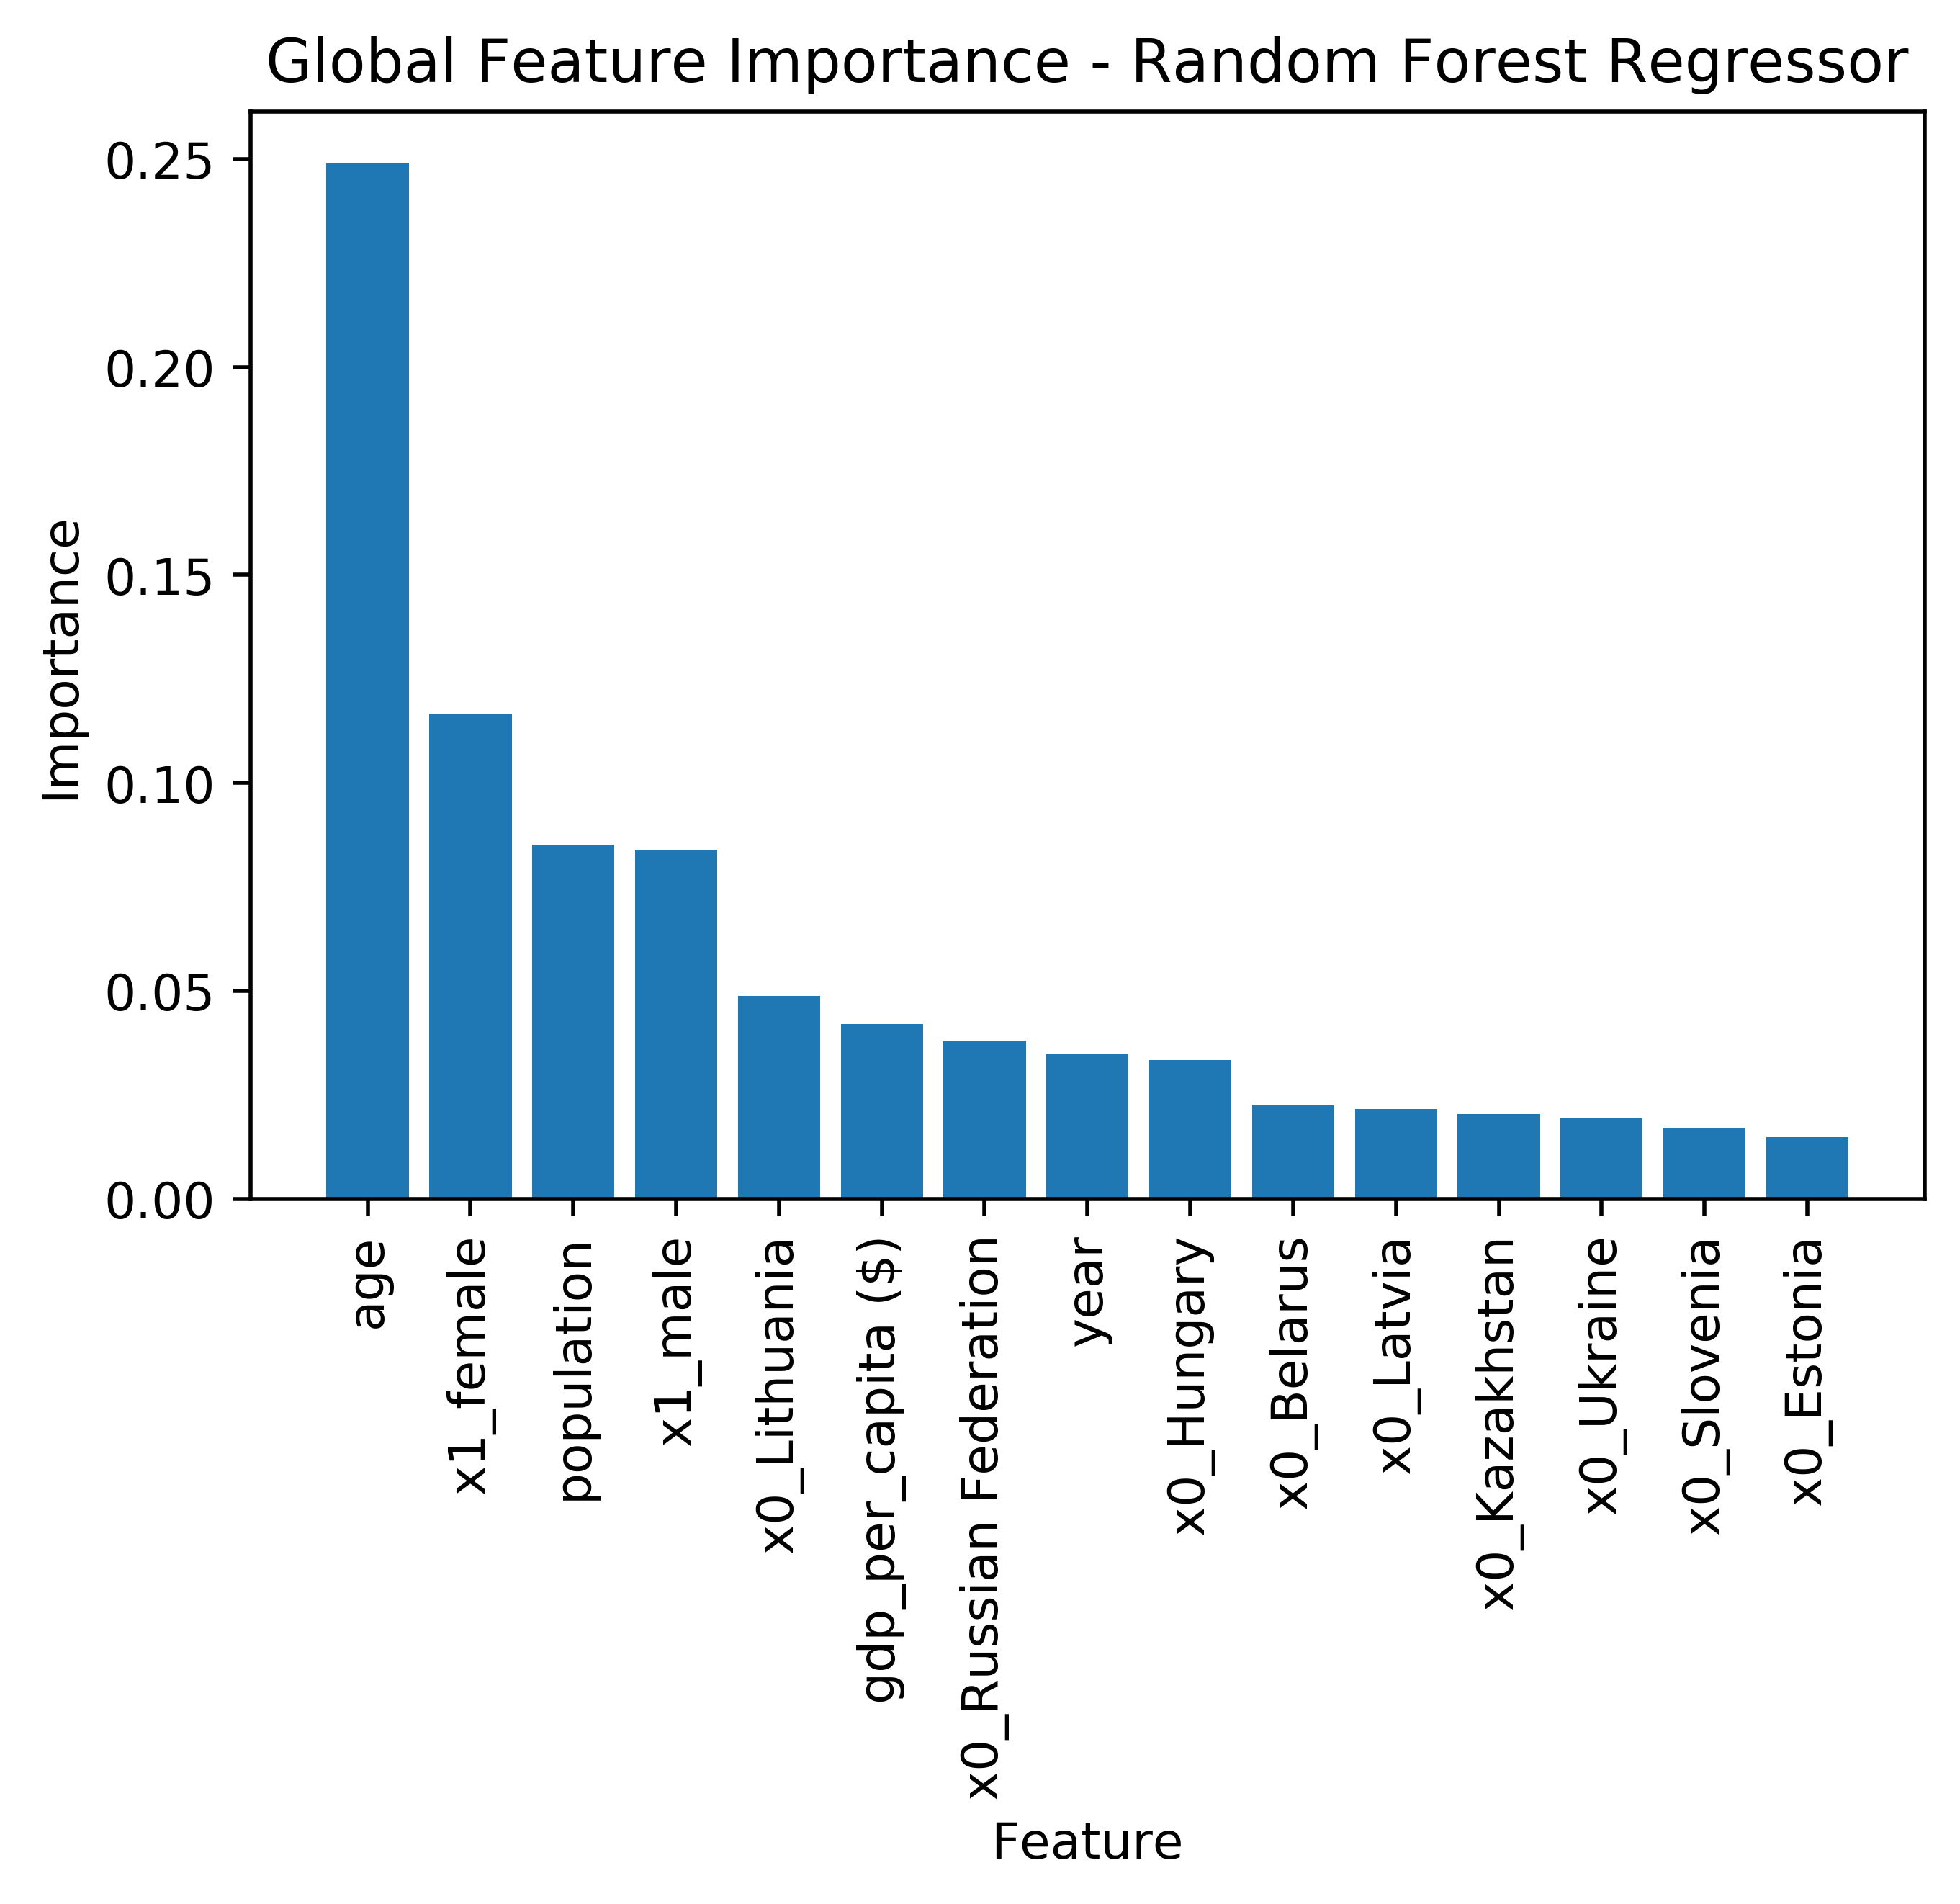 Global Feature Importance - Random Forest Regressor
Importance
0.25
0.20
0.15
0.10
0.05
0.00
age
x1_female
population
x1_male
x0_Lithuania
gdp_per_capita ($)
x0_Russian Federation
year
x0_Hungary
x0_Belarus
x0_Latvia
x0_Kazakhstan
x0_Ukraine
x0_Slovenia
x0_Estonia
Feature